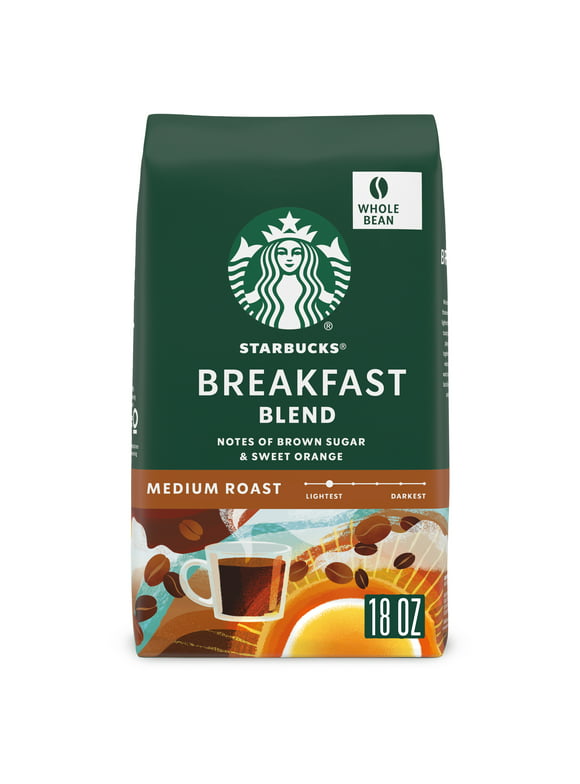 WHOLE
BEAN
STARBUCKS®
BREAKFAST
BLEND
NOTES OF BROWN SUGAR
& SWEET ORANGE
MEDIUM ROAST
LIGHTEST DARKEST
18 OZ